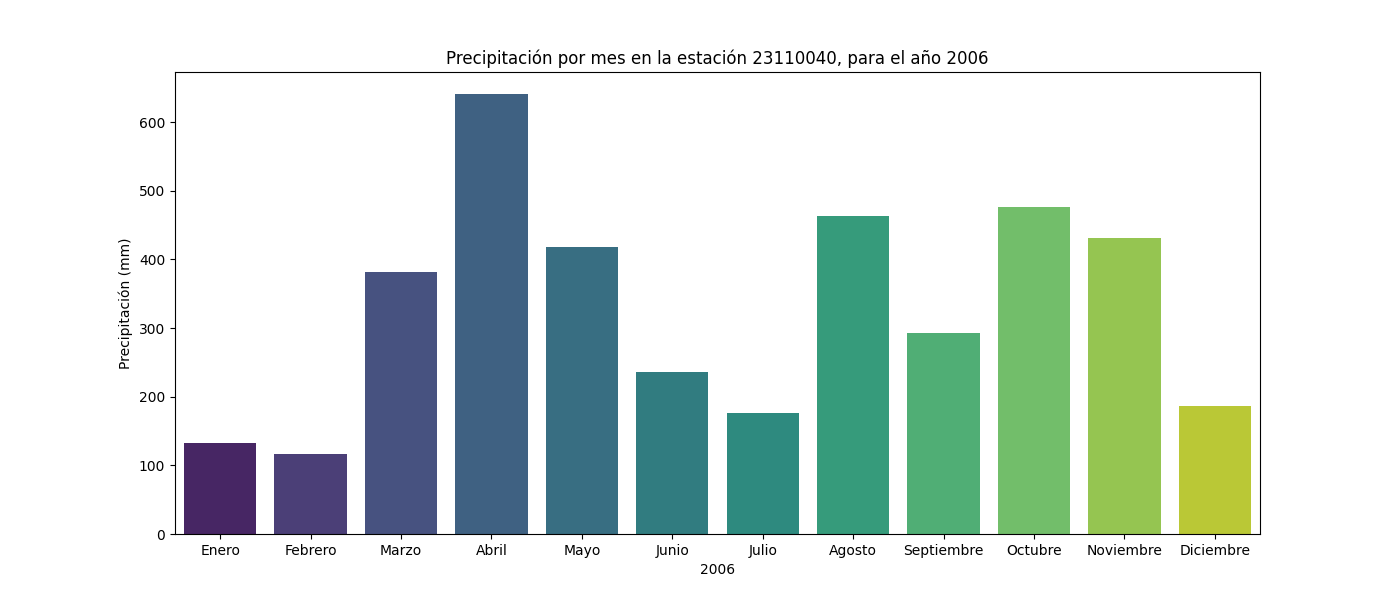 Precipitación por mes en la estación 23110040, para el año 2006
Precipitación (mm)
600
500
400
300
200
100
0
Enero Febrero Marzo Abril Mayo Junio Julio Agosto Septiembre Octubre Noviembre Diciembre
2006